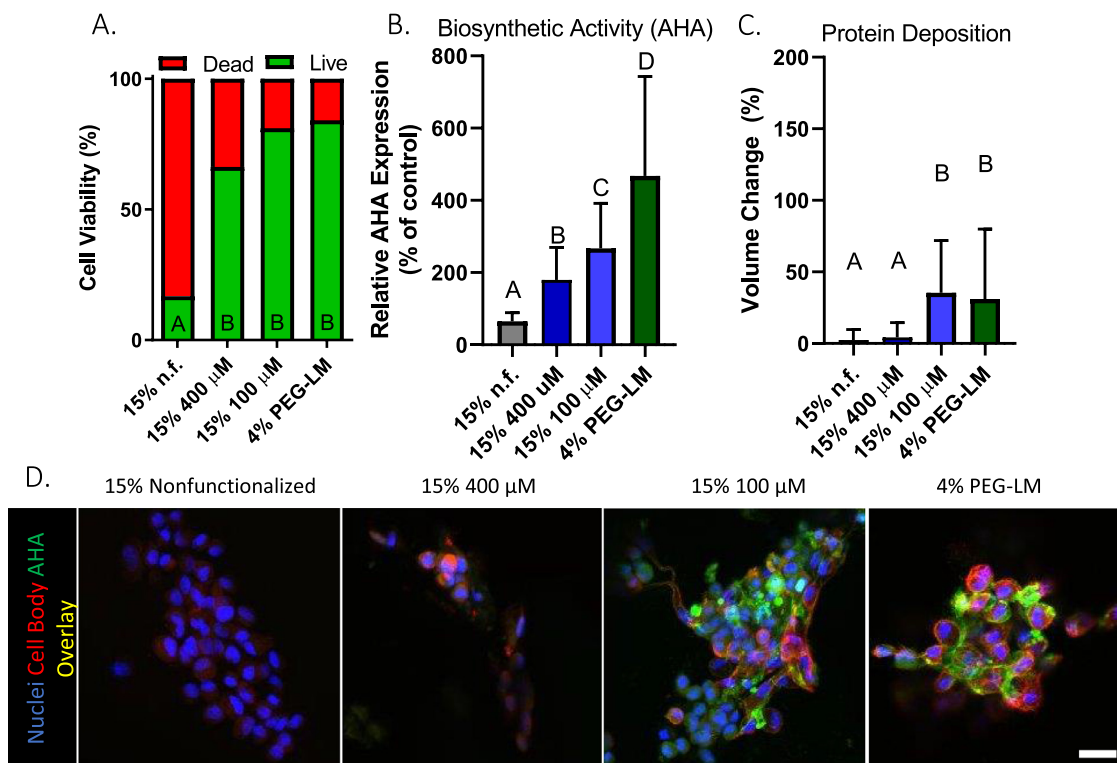 A.
Dead Live
Cell Viability (%)
100
50
0
A B B B
15% n.f.
15% 400 μM
15% 100 μM
4% PEG-LM
B.
Biosynthetic Activity (AHA)
Relative AHA Expression
(% of control)
800
600
400
200
0
A
B
C
D
15% n.f.
15% 400 uM
15% 100 μM
4% PEG-LM
C.
Protein Deposition
Volume Change (%)
200
150
100
50
0
A
A
B
B
15% n.f.
15% 400 μM
15% 100 μM
4% PEG-LM
D.
15% Nonfunctionalized
15% 400 μM
15% 100 μM
4% PEG-LM
Nuclei Cell Body AHA
Overlay